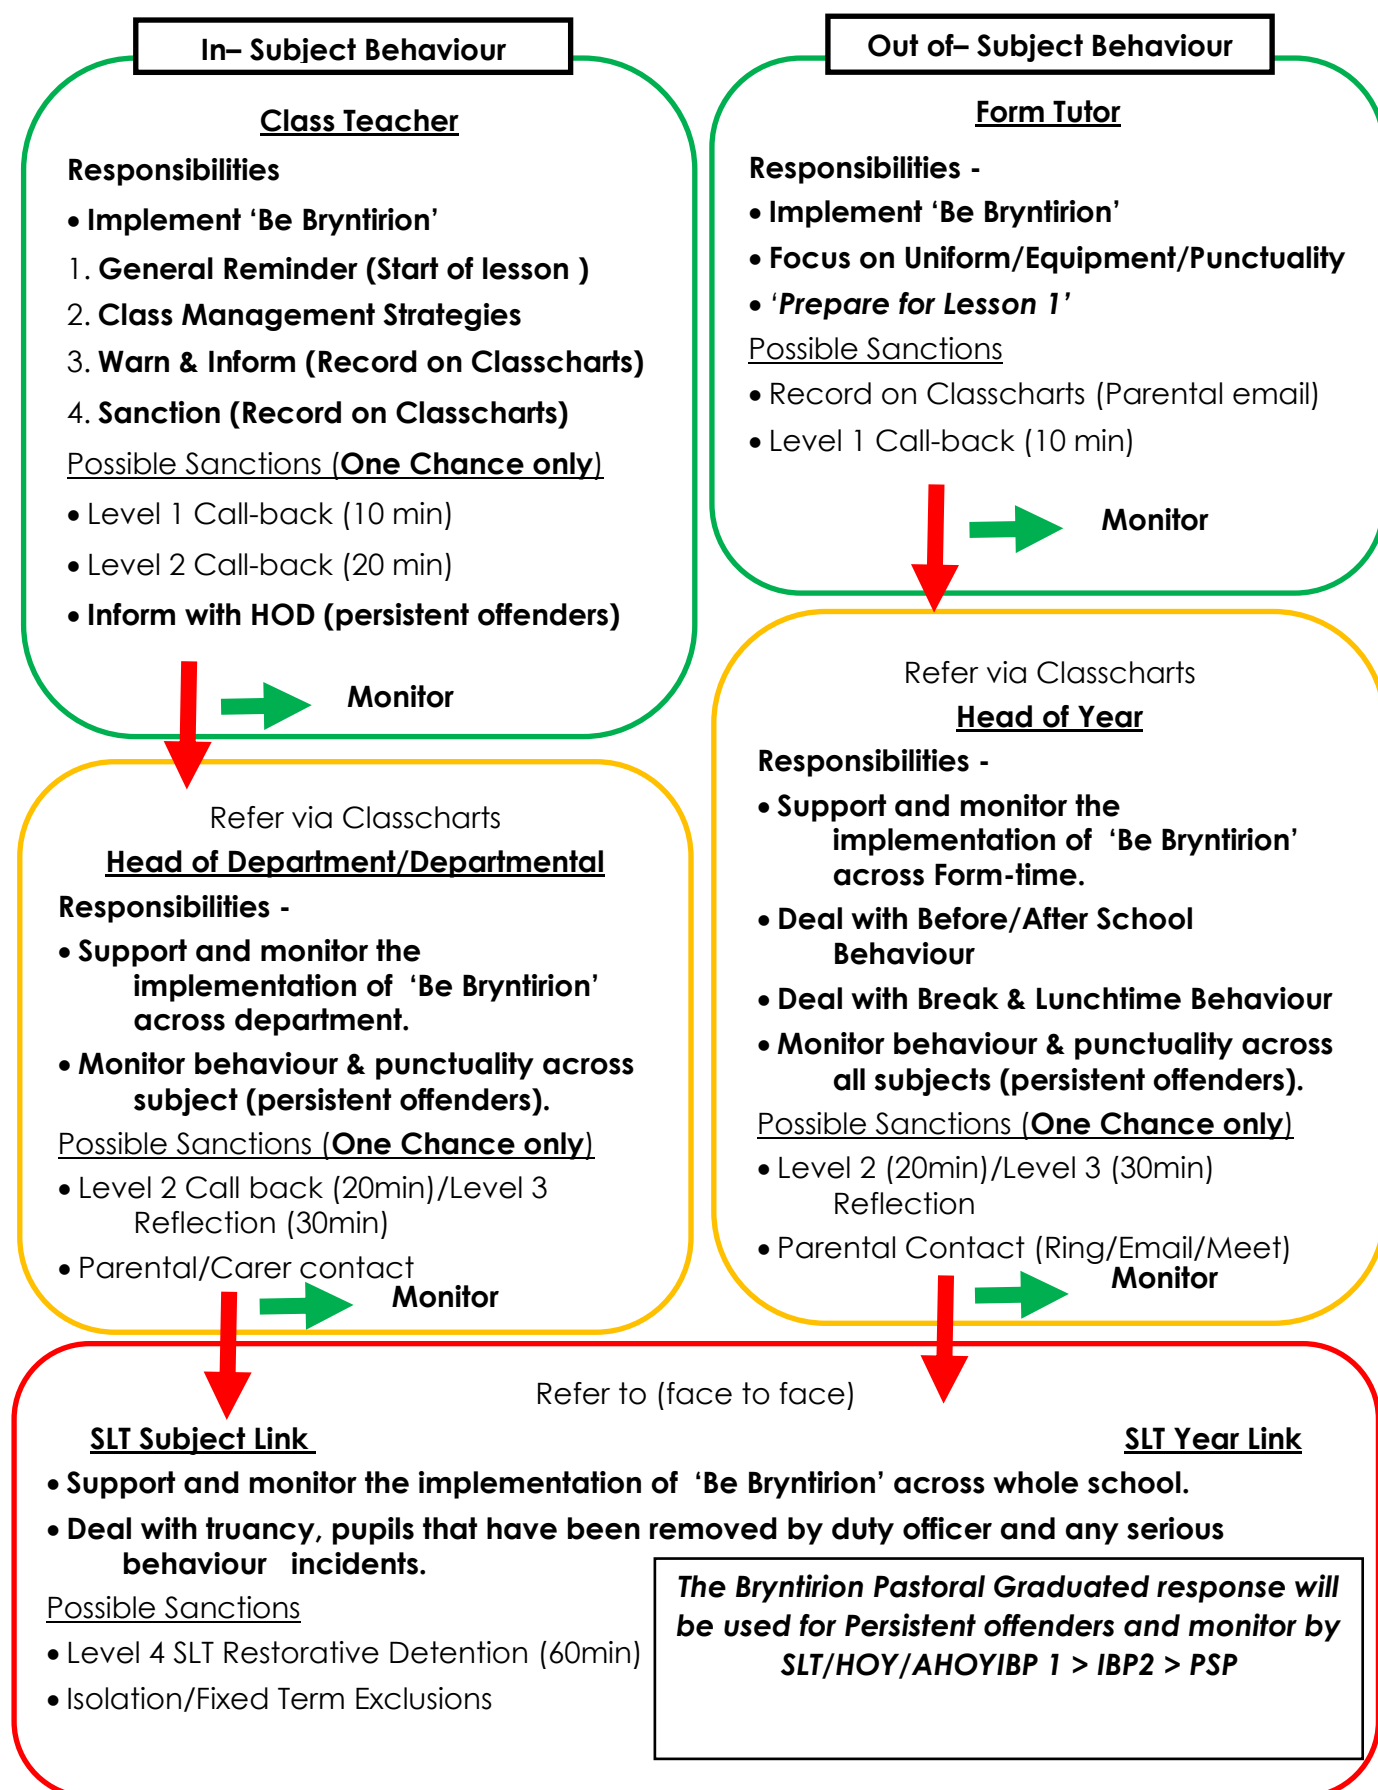 In– Subject Behaviour
Class Teacher
Responsibilities
• Implement ‘Be Bryntirion’
1. General Reminder (Start of lesson )
2. Class Management Strategies
3. Warn & Inform (Record on Classcharts)
4. Sanction (Record on Classcharts)
Possible Sanctions (One Chance only)
• Level 1 Call-back (10 min)
• Level 2 Call-back (20 min)
• Inform with HOD (persistent offenders)
Monitor
Refer via Classcharts
Head of Department/Departmental
Responsibilities -
• Support and monitor the
implementation of ‘Be Bryntirion’
across department.
• Monitor behaviour & punctuality across
subject (persistent offenders).
Possible Sanctions (One Chance only)
• Level 2 Call back (20min)/Level 3
Reflection (30min)
• Parental/Carer contact
Monitor
Out of– Subject Behaviour
Form Tutor
Responsibilities -
• Implement ‘Be Bryntirion’
• Focus on Uniform/Equipment/Punctuality
• ‘Prepare for Lesson 1’
Possible Sanctions
• Record on Classcharts (Parental email)
• Level 1 Call-back (10 min)
Monitor
Refer via Classcharts
Head of Year
Responsibilities -
• Support and monitor the
implementation of ‘Be Bryntirion’
across Form-time.
• Deal with Before/After School
Behaviour
• Deal with Break & Lunchtime Behaviour
• Monitor behaviour & punctuality across
all subjects (persistent offenders).
Possible Sanctions (One Chance only)
• Level 2 (20min)/Level 3 (30min)
Reflection
• Parental Contact (Ring/Email/Meet)
Monitor
Refer to (face to face)
SLT Subject Link
SLT Year Link
• Support and monitor the implementation of ‘Be Bryntirion’ across whole school.
• Deal with truancy, pupils that have been removed by duty officer and any serious
behaviour incidents.
Possible Sanctions
• Level 4 SLT Restorative Detention (60min)
• Isolation/Fixed Term Exclusions
The Bryntirion Pastoral Graduated response will
be used for Persistent offenders and monitor by
SLT/HOY/AHOYIBP 1 > IBP2 > PSP